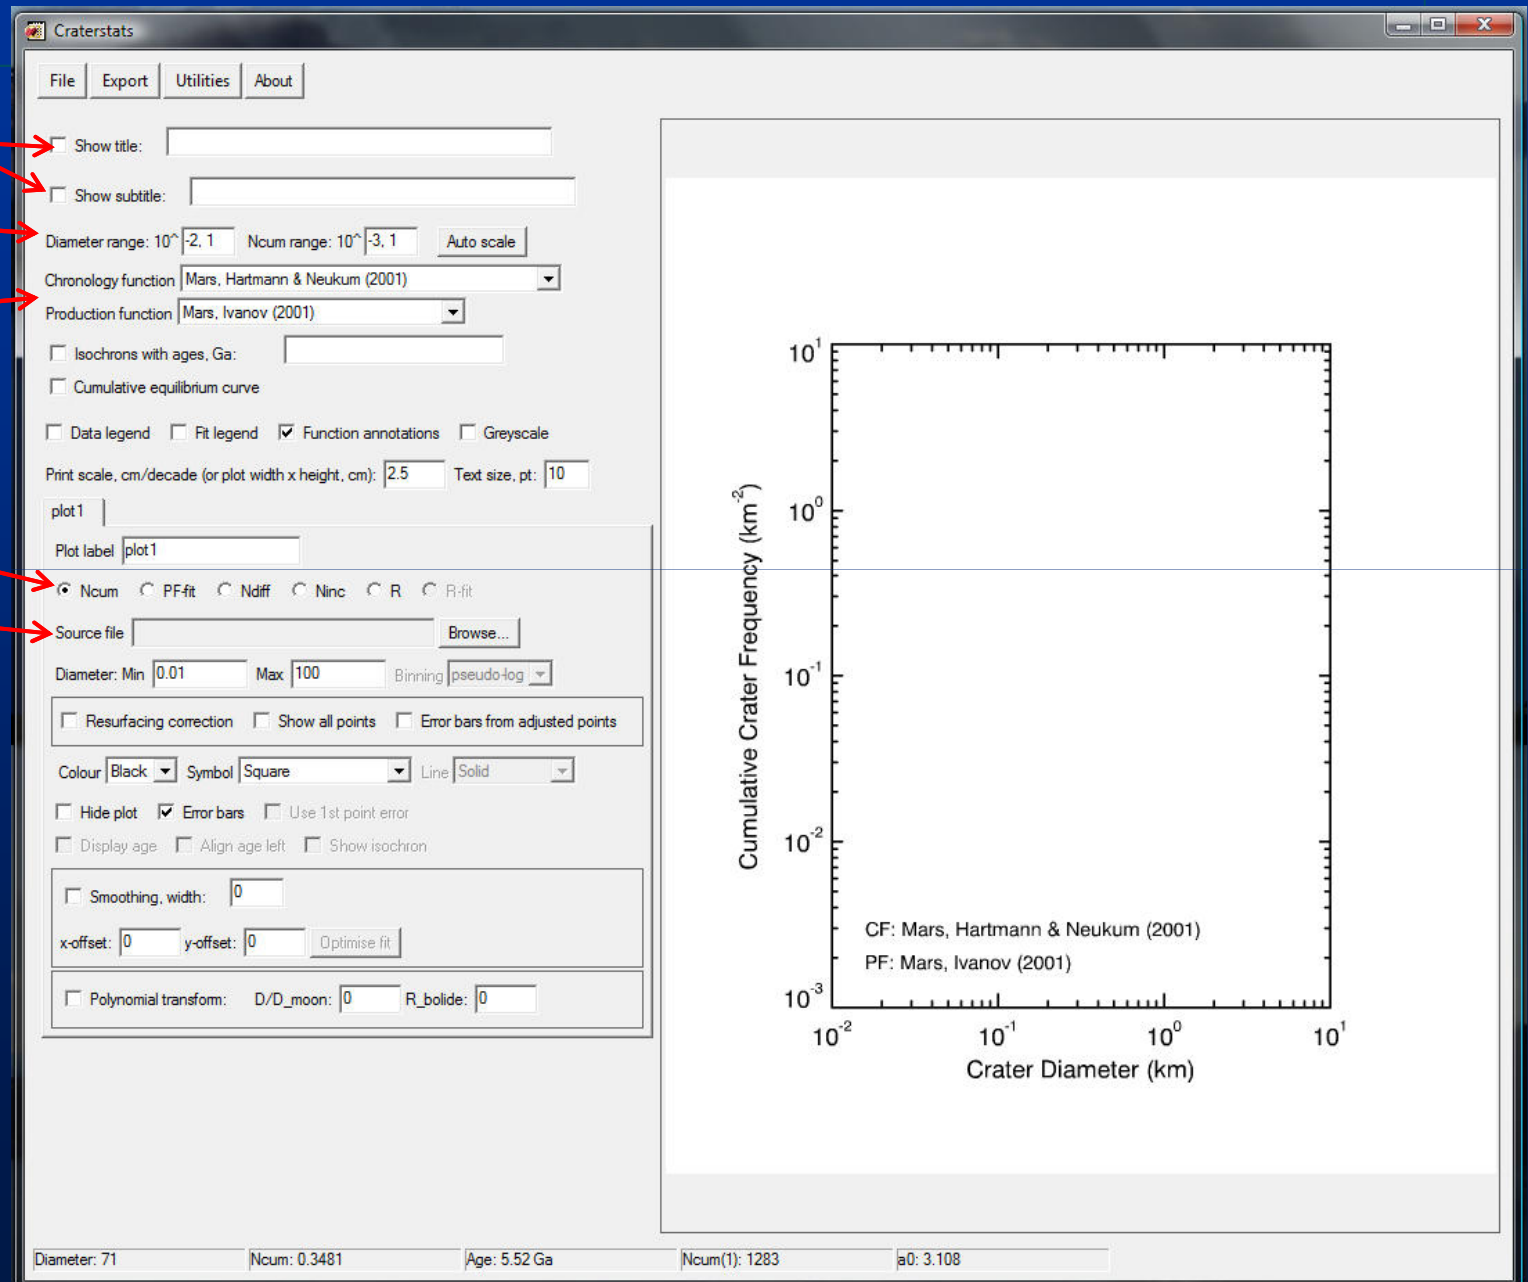 Craterstats
File Export Utilities About
Show title:
Show subtitle:
Diameter range: 10^ -2, 1 Ncum range: 10^ -3, 1 Auto scale
Chronology function Mars, Hartmann & Neukum (2001)
Production function Mars, Ivanov (2001)
Isochrons with ages, Ga:
Cumulative equilibrium curve
Data legend Fit legend Function annotations Greyscale
Print scale, cm/decade (or plot width x height, cm): 2.5 Text size, pt: 10
plot1
Plot label plot1
Ncum PF-fit Ndiff Ninc R R-fit
Source file Browse...
Diameter: Min 0.01 Max 100 Binning pseudo-log
Resurfacing correction Show all points Error bars from adjusted points
Colour Black Symbol Square Line Solid
Hide plot Error bars Use 1st point error
Display age Align age left Show isochron
Smoothing, width: 0
x-offset: 0 y-offset: 0 Optimise fit
Polynomial transform: D/D_moon: 0 R_bolide: 0
Cumulative Crater Frequency (km⁻²)
10¹
10⁰
10⁻¹
10⁻²
10⁻³
CF: Mars, Hartmann & Neukum (2001)
PF: Mars, Ivanov (2001)
10⁻² 10⁻¹ 10⁰ 10¹
Crater Diameter (km)
Diameter: 71 Ncum: 0.3481 Age: 5.52 Ga Ncum(1): 1283 a0: 3.108